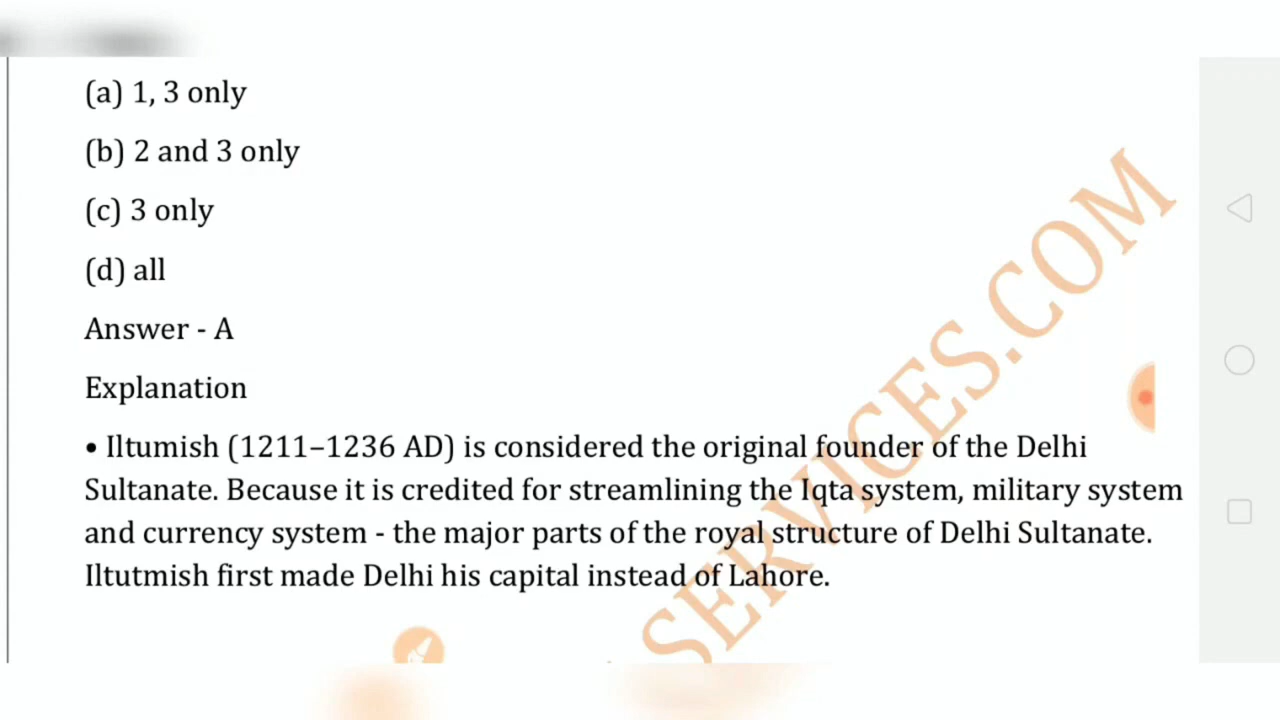 (a) 1, 3 only
(b) 2 and 3 only
(c) 3 only
(d) all
Answer - A
Explanation
• Iltumish (1211–1236 AD) is considered the original founder of the Delhi
Sultanate. Because it is credited for streamlining the Iqta system, military system
and currency system - the major parts of the royal structure of Delhi Sultanate.
Iltutmish first made Delhi his capital instead of Lahore.
SERVICES.COM